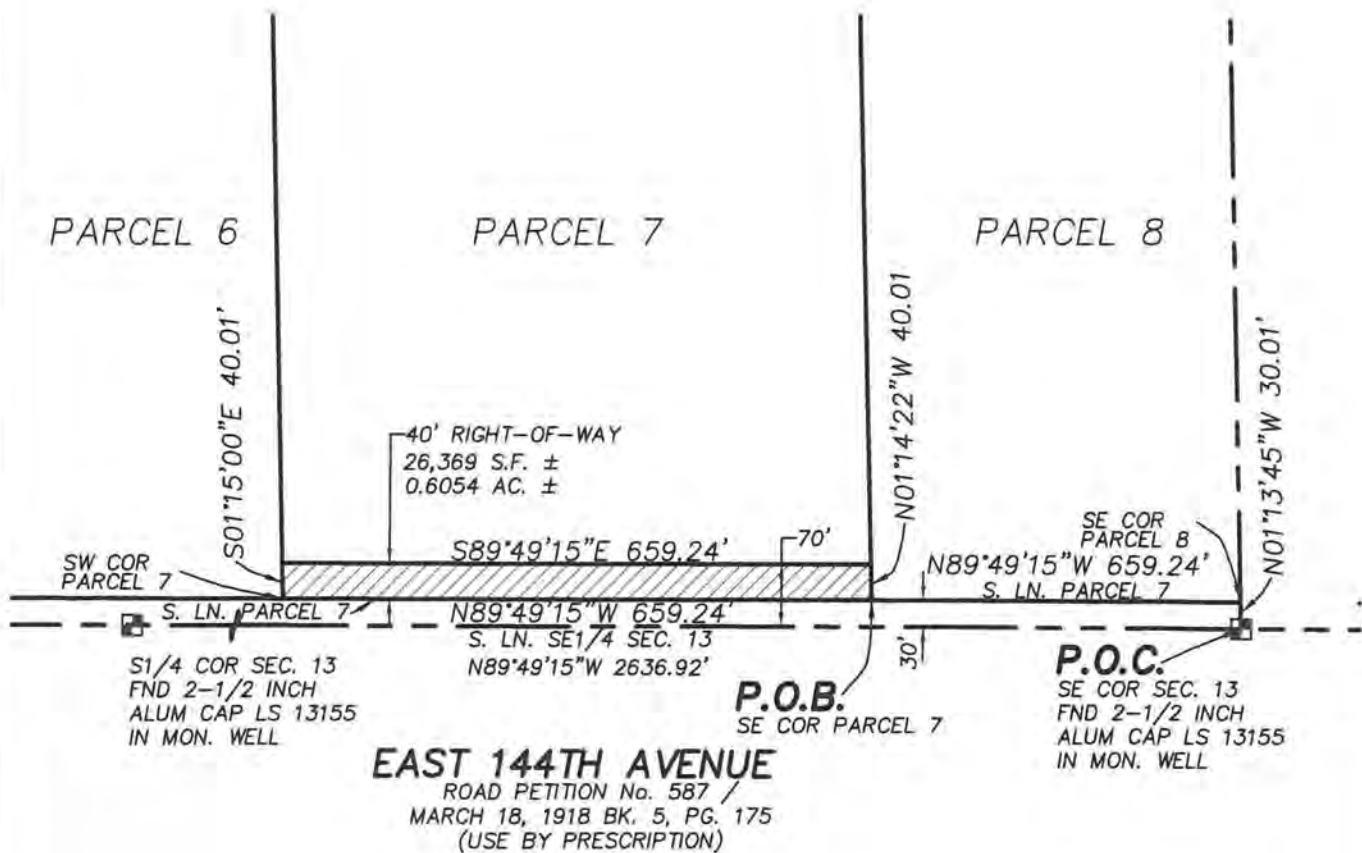 PARCEL 6
PARCEL 7
PARCEL 8
S01°15'00"E 40.01'
N01°14'22"W 40.01
N01°13'45"W 30.01'
40' RIGHT-OF-WAY
26,369 S.F. ±
0.6054 AC. ±
S89°49'15"E 659.24'
70'
SE COR
PARCEL 8
N89°49'15"W 659.24'
S. LN. PARCEL 7
SW COR
PARCEL 7
S. LN. PARCEL 7
N89°49'15"W 659.24'
S. LN. SE1/4 SEC. 13
N89°49'15"W 2636.92'
30'
S1/4 COR SEC. 13
FND 2-1/2 INCH
ALUM CAP LS 13155
IN MON. WELL
P.O.B.
SE COR PARCEL 7
P.O.C.
SE COR SEC. 13
FND 2-1/2 INCH
ALUM CAP LS 13155
IN MON. WELL
EAST 144TH AVENUE
ROAD PETITION No. 587
MARCH 18, 1918 BK. 5, PG. 175
(USE BY PRESCRIPTION)